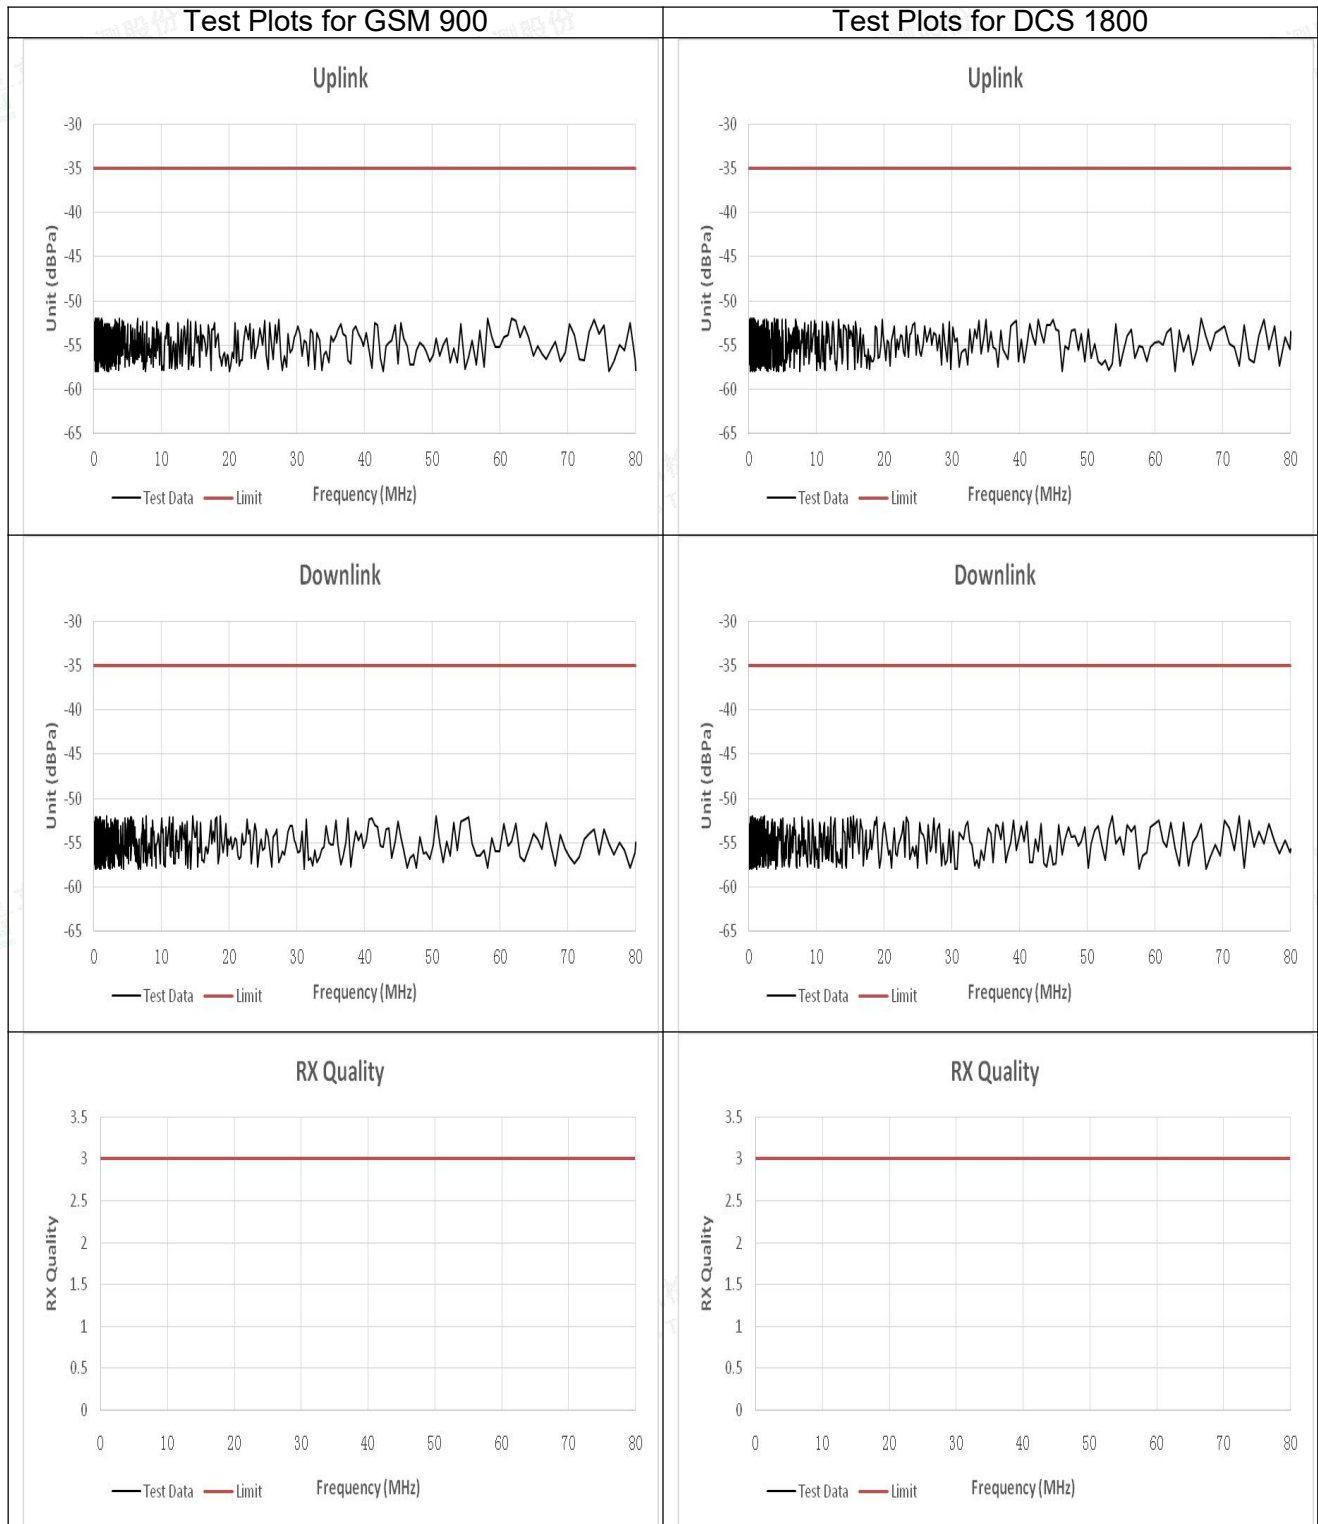 Test Plots for GSM 900
Test Plots for DCS 1800
Uplink
-30
-35
-40
-45
-50
-55
-60
-65
Unit (dBPa)
0 10 20 30 40 50 60 70 80
Test Data Limit Frequency (MHz)
Uplink
-30
-35
-40
-45
-50
-55
-60
-65
Unit (dBPa)
0 10 20 30 40 50 60 70 80
Test Data Limit Frequency (MHz)
Downlink
-30
-35
-40
-45
-50
-55
-60
-65
Unit (dBPa)
0 10 20 30 40 50 60 70 80
Test Data Limit Frequency (MHz)
Downlink
-30
-35
-40
-45
-50
-55
-60
-65
Unit (dBPa)
0 10 20 30 40 50 60 70 80
Test Data Limit Frequency (MHz)
RX Quality
3.5
3
2.5
2
1.5
1
0.5
0
RX Quality
0 10 20 30 40 50 60 70 80
Test Data Limit Frequency (MHz)
RX Quality
3.5
3
2.5
2
1.5
1
0.5
0
RX Quality
0 10 20 30 40 50 60 70 80
Test Data Limit Frequency (MHz)